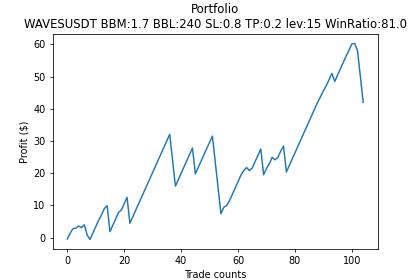 Portfolio
WAVESUSDT BBM:1.7 BBL:240 SL:0.8 TP:0.2 lev:15 WinRatio:81.0
60
50
40
30
20
10
0
Profit ($)
0 20 40 60 80 100
Trade counts